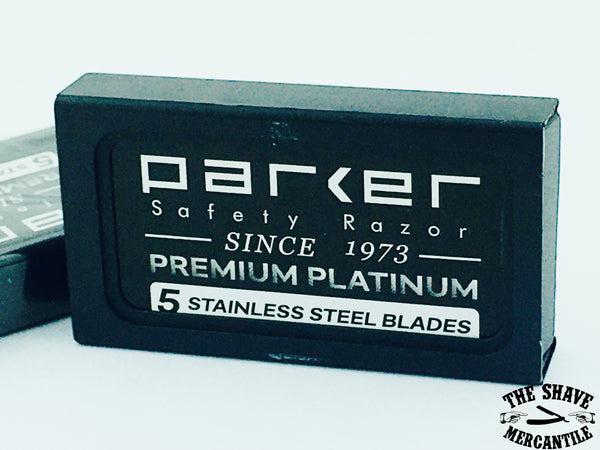 parker
Safety Razor
SINCE 1973
PREMIUM PLATINUM
5 STAINLESS STEEL BLADES
THE SHAVE
MERCANTILE